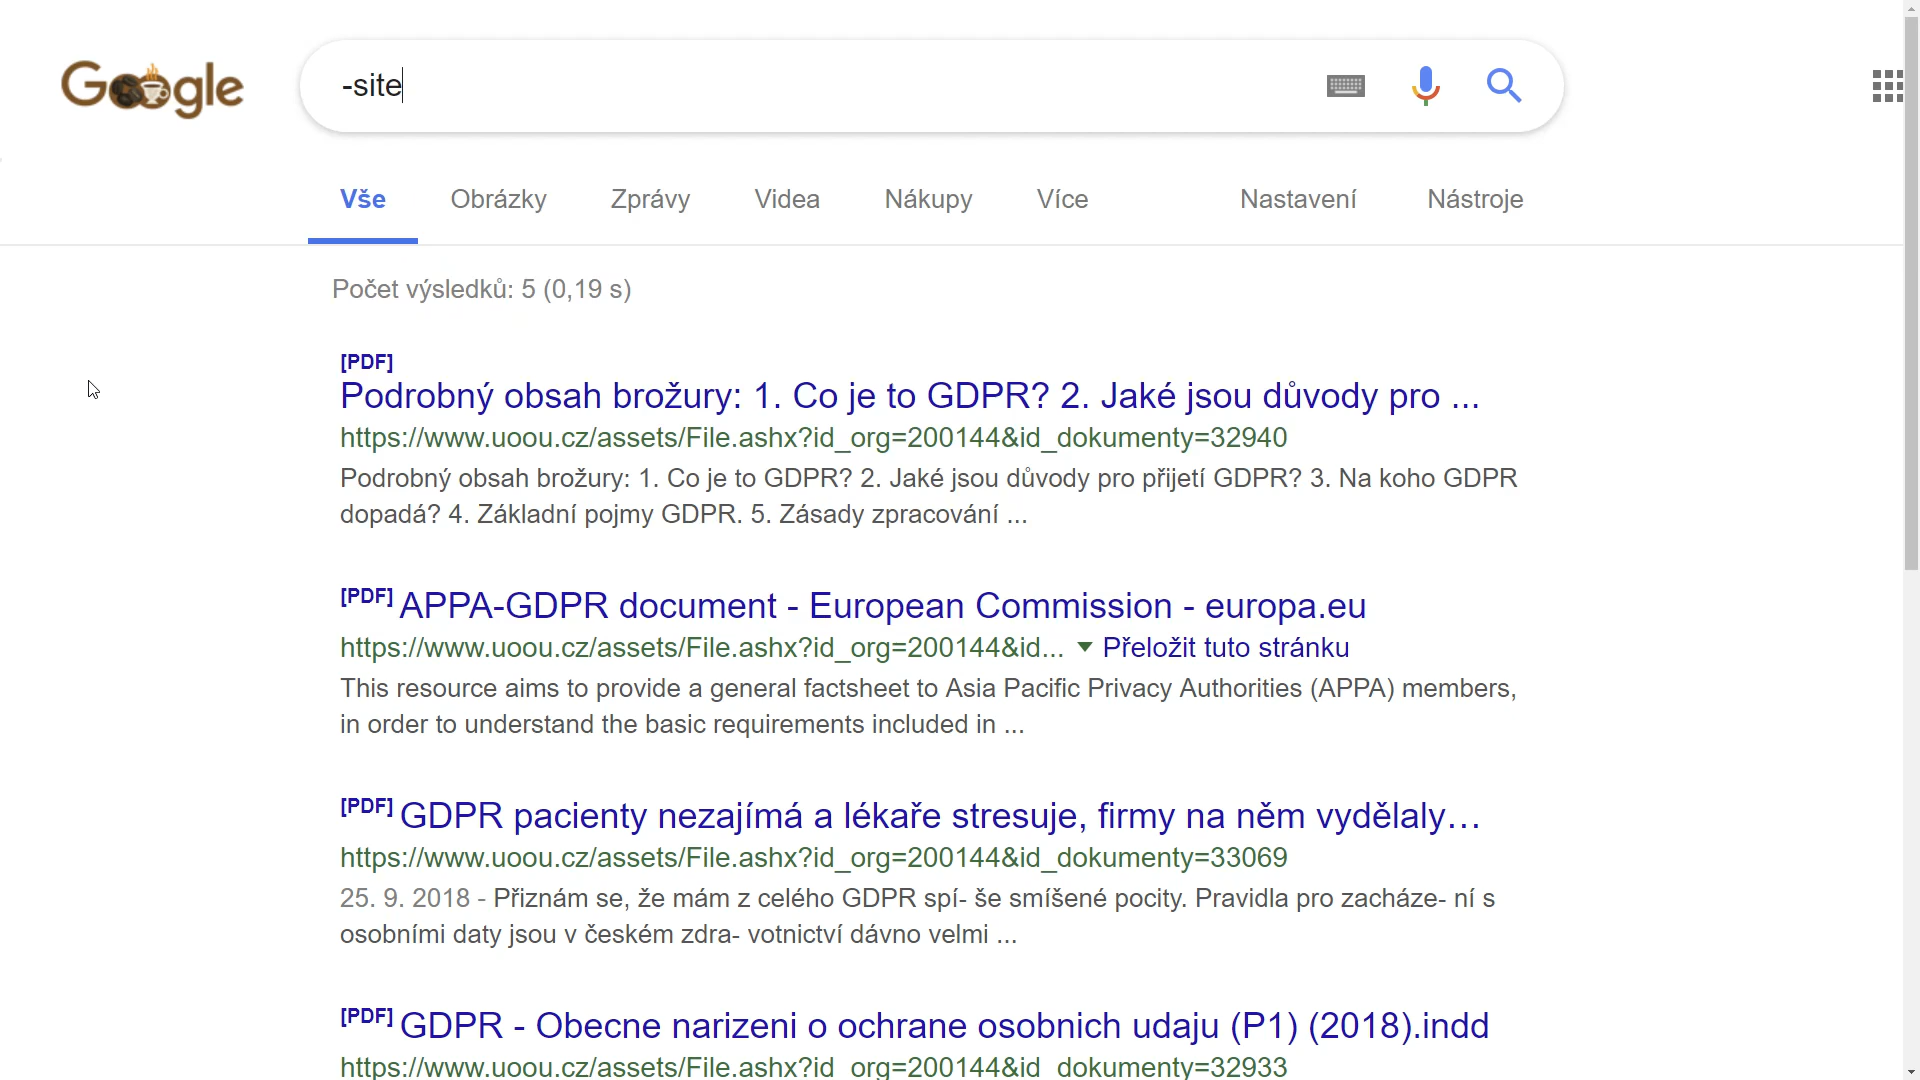 Google
-site
Vše Obrázky Zprávy Videa Nákupy Více Nastavení Nástroje
Počet výsledků: 5 (0,19 s)
[PDF]
Podrobný obsah brožury: 1. Co je to GDPR? 2. Jaké jsou důvody pro ...
https://www.uoou.cz/assets/File.ashx?id_org=200144&id_dokumenty=32940
Podrobný obsah brožury: 1. Co je to GDPR? 2. Jaké jsou důvody pro přijetí GDPR? 3. Na koho GDPR
dopadá? 4. Základní pojmy GDPR. 5. Zásady zpracování ...
[PDF] APPA-GDPR document - European Commission - europa.eu
https://www.uoou.cz/assets/File.ashx?id_org=200144&id... Přeložit tuto stránku
This resource aims to provide a general factsheet to Asia Pacific Privacy Authorities (APPA) members,
in order to understand the basic requirements included in ...
[PDF] GDPR pacienty nezajímá a lékaře stresuje, firmy na něm vydělaly…
https://www.uoou.cz/assets/File.ashx?id_org=200144&id_dokumenty=33069
25. 9. 2018 - Přiznám se, že mám z celého GDPR spí- še smíšené pocity. Pravidla pro zacháze- ní s
osobními daty jsou v českém zdra- votnictví dávno velmi ...
[PDF] GDPR - Obecne narizeni o ochrane osobnich udaju (P1) (2018).indd
https://www.uoou.cz/assets/File.ashx?id_org=200144&id_dokumenty=32933